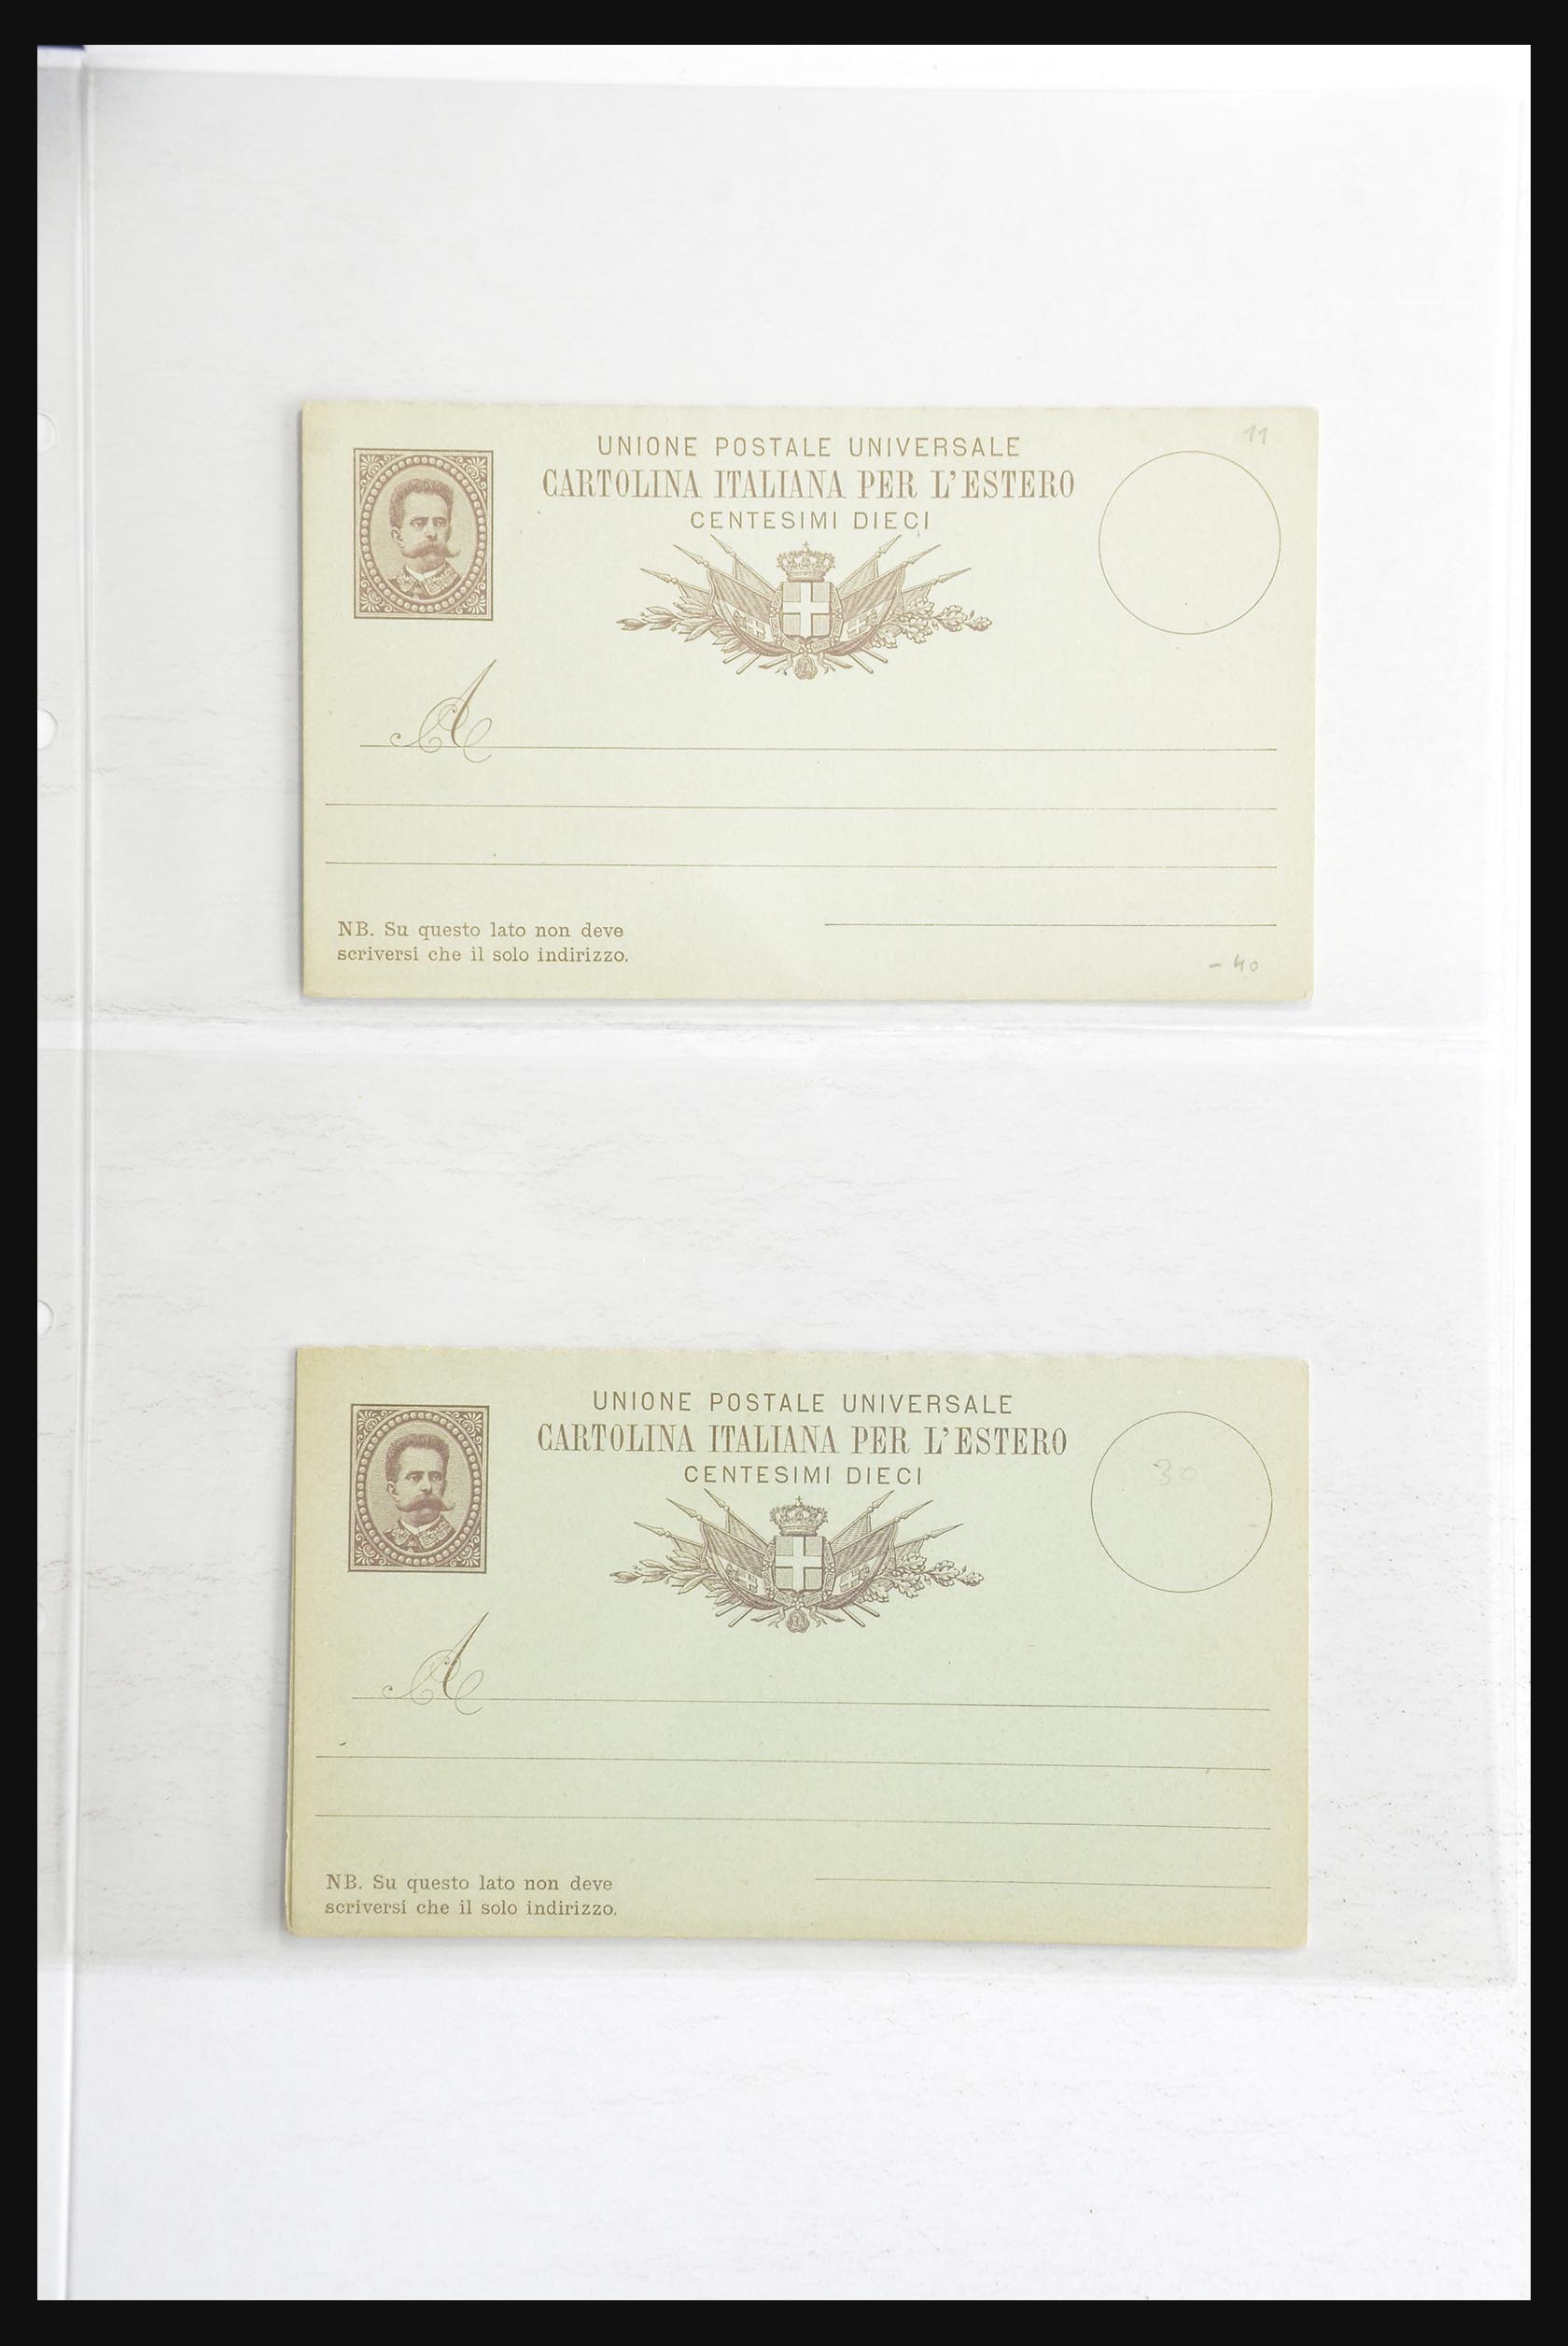 11
UNIONE POSTALE UNIVERSALE
CARTOLINA ITALIANA PER L'ESTERO
CENTESIMI DIECI
A
NB. Su questo lato non deve
scriversi che il solo indirizzo.
- 40
UNIONE POSTALE UNIVERSALE
CARTOLINA ITALIANA PER L'ESTERO
CENTESIMI DIECI
30
A
NB. Su questo lato non deve
scriversi che il solo indirizzo.